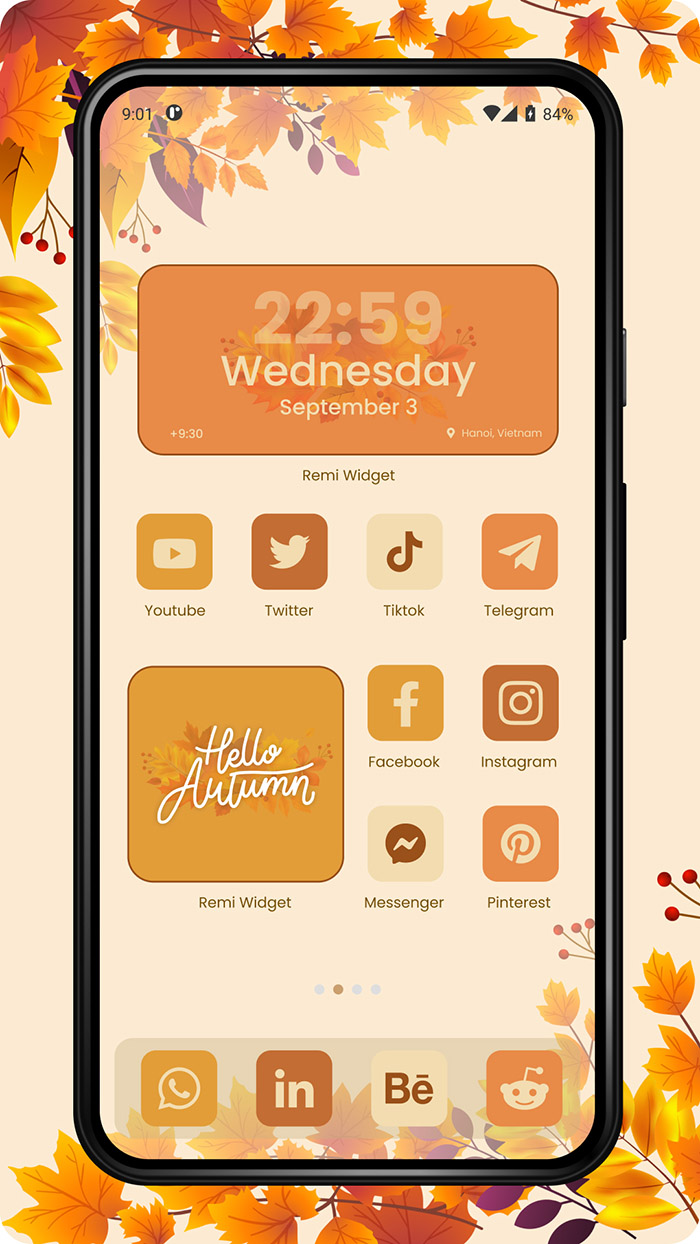 9:01
84%
22:59
Wednesday
September 3
+9:30
Hanoi, Vietnam
Remi Widget
Youtube
Twitter
Tiktok
Telegram
Hello
Autumn
Facebook
Instagram
Remi Widget
Messenger
Pinterest
in
Bē